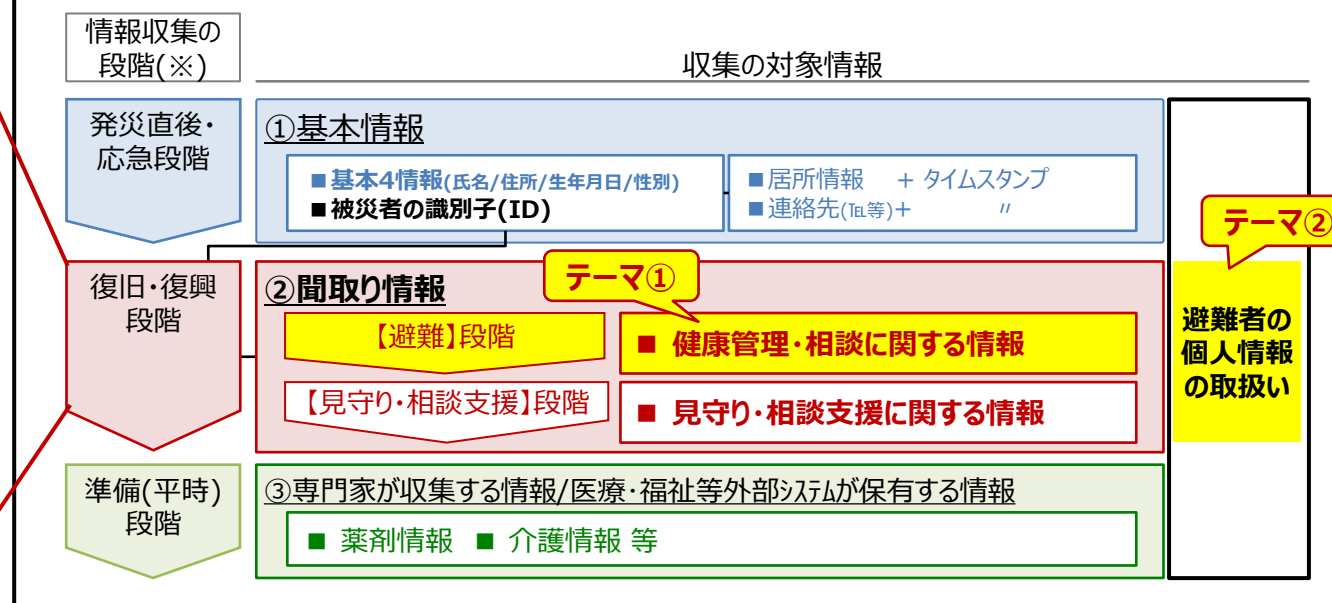 情報収集の
段階(※)
収集の対象情報
発災直後・
応急段階
①基本情報
■基本4情報(氏名/住所/生年月日/性別)
■被災者の識別子(ID)
■居所情報 + タイムスタンプ
■連絡先(℡等)+ 〃
テーマ②
復旧・復興
段階
②聞取り情報
テーマ①
【避難】段階
■ 健康管理・相談に関する情報
【見守り・相談支援】段階
■ 見守り・相談支援に関する情報
避難者の
個人情報
の取扱い
準備(平時)
段階
③専門家が収集する情報/医療・福祉等外部ｼｽﾃﾑが保有する情報
■ 薬剤情報 ■ 介護情報 等